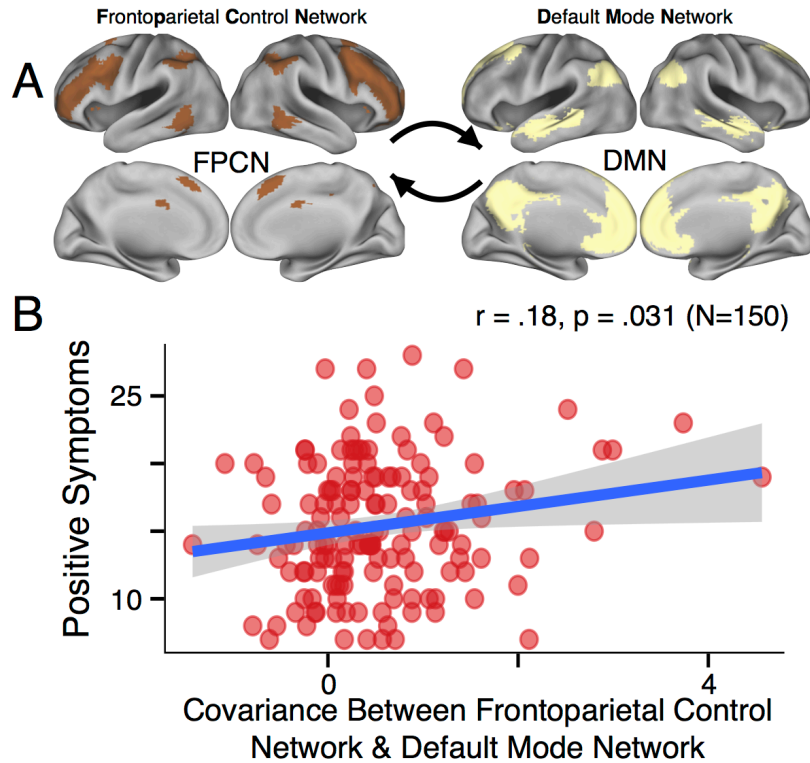 Frontoparietal Control Network
Default Mode Network
A
FPCN
DMN
B
r = .18, p = .031 (N=150)
Positive Symptoms
25
10
0
4
Covariance Between Frontoparietal Control
Network & Default Mode Network